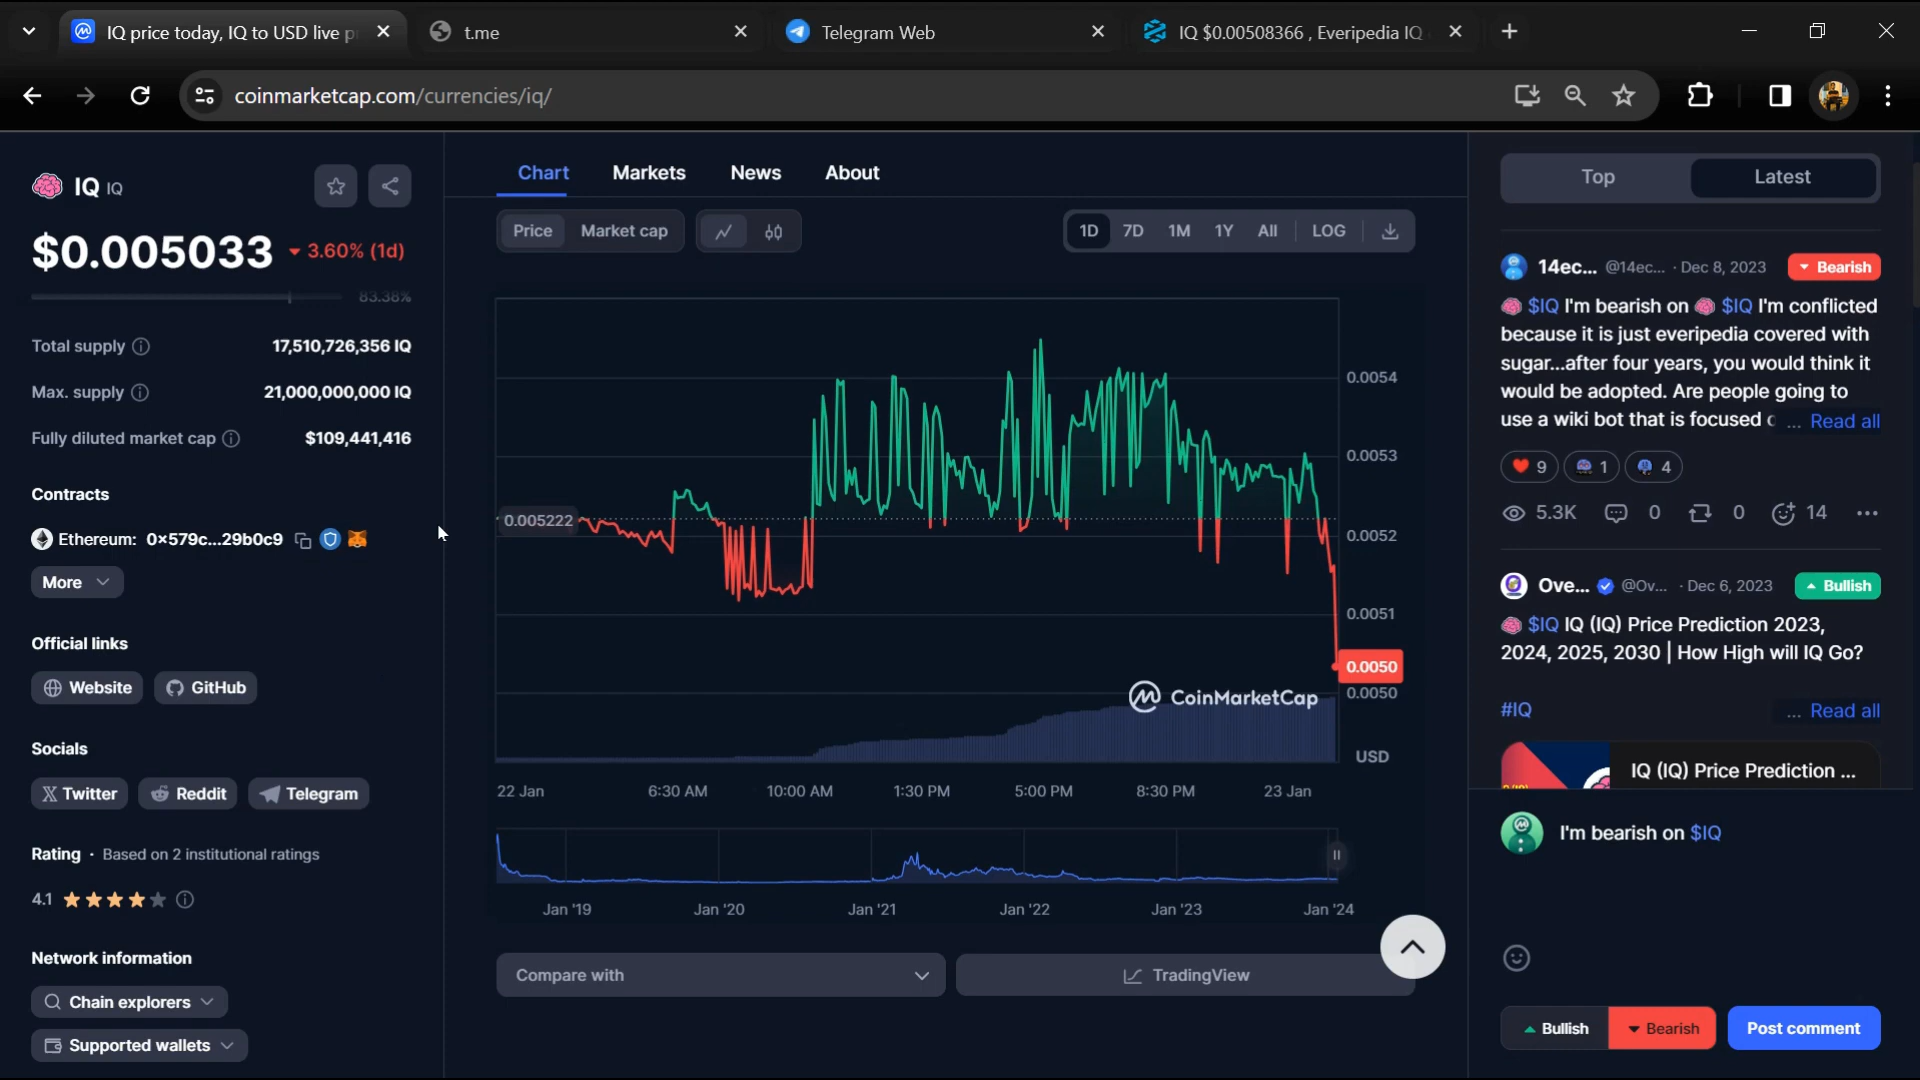 IQ price today, IQ to USD live p
t.me
Telegram Web
IQ $0.00508366 , Everipedia IQ
coinmarketcap.com/currencies/iq/
IQ IQ
$0.005033 3.60% (1d)
83.38%
Total supply 17,510,726,356 IQ
Max. supply 21,000,000,000 IQ
Fully diluted market cap $109,441,416
Contracts
Ethereum: 0x579c...29b0c9
More
Official links
Website GitHub
Socials
Twitter Reddit Telegram
Rating · Based on 2 institutional ratings
4.1
Network information
Chain explorers
Supported wallets
Chart Markets News About
Price Market cap
1D 7D 1M 1Y All LOG
0.0054
0.0053
0.005222
0.0052
0.0051
0.0050
0.0050
CoinMarketCap
USD
22 Jan 6:30 AM 10:00 AM 1:30 PM 5:00 PM 8:30 PM 23 Jan
Jan '19 Jan '20 Jan '21 Jan '22 Jan '23 Jan '24
Compare with
TradingView
Top Latest
14ec... @14ec... · Dec 8, 2023 Bearish
$IQ I'm bearish on $IQ I'm conflicted
because it is just everipedia covered with
sugar...after four years, you would think it
would be adopted. Are people going to
use a wiki bot that is focused ... Read all
9 1 4
5.3K 0 0 14
Ove... @Ov... · Dec 6, 2023 Bullish
$IQ IQ (IQ) Price Prediction 2023,
2024, 2025, 2030 | How High will IQ Go?
#IQ ... Read all
IQ (IQ) Price Prediction ...
I'm bearish on $IQ
Bullish Bearish Post comment